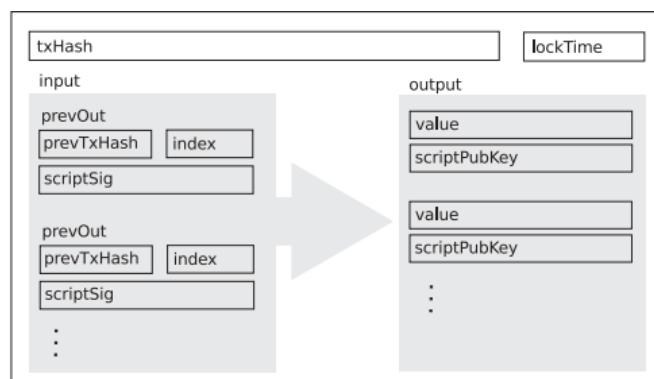 txHash
lockTime
input
output
prevOut
prevTxHash index
scriptSig
prevOut
prevTxHash index
scriptSig
value
scriptPubKey
value
scriptPubKey